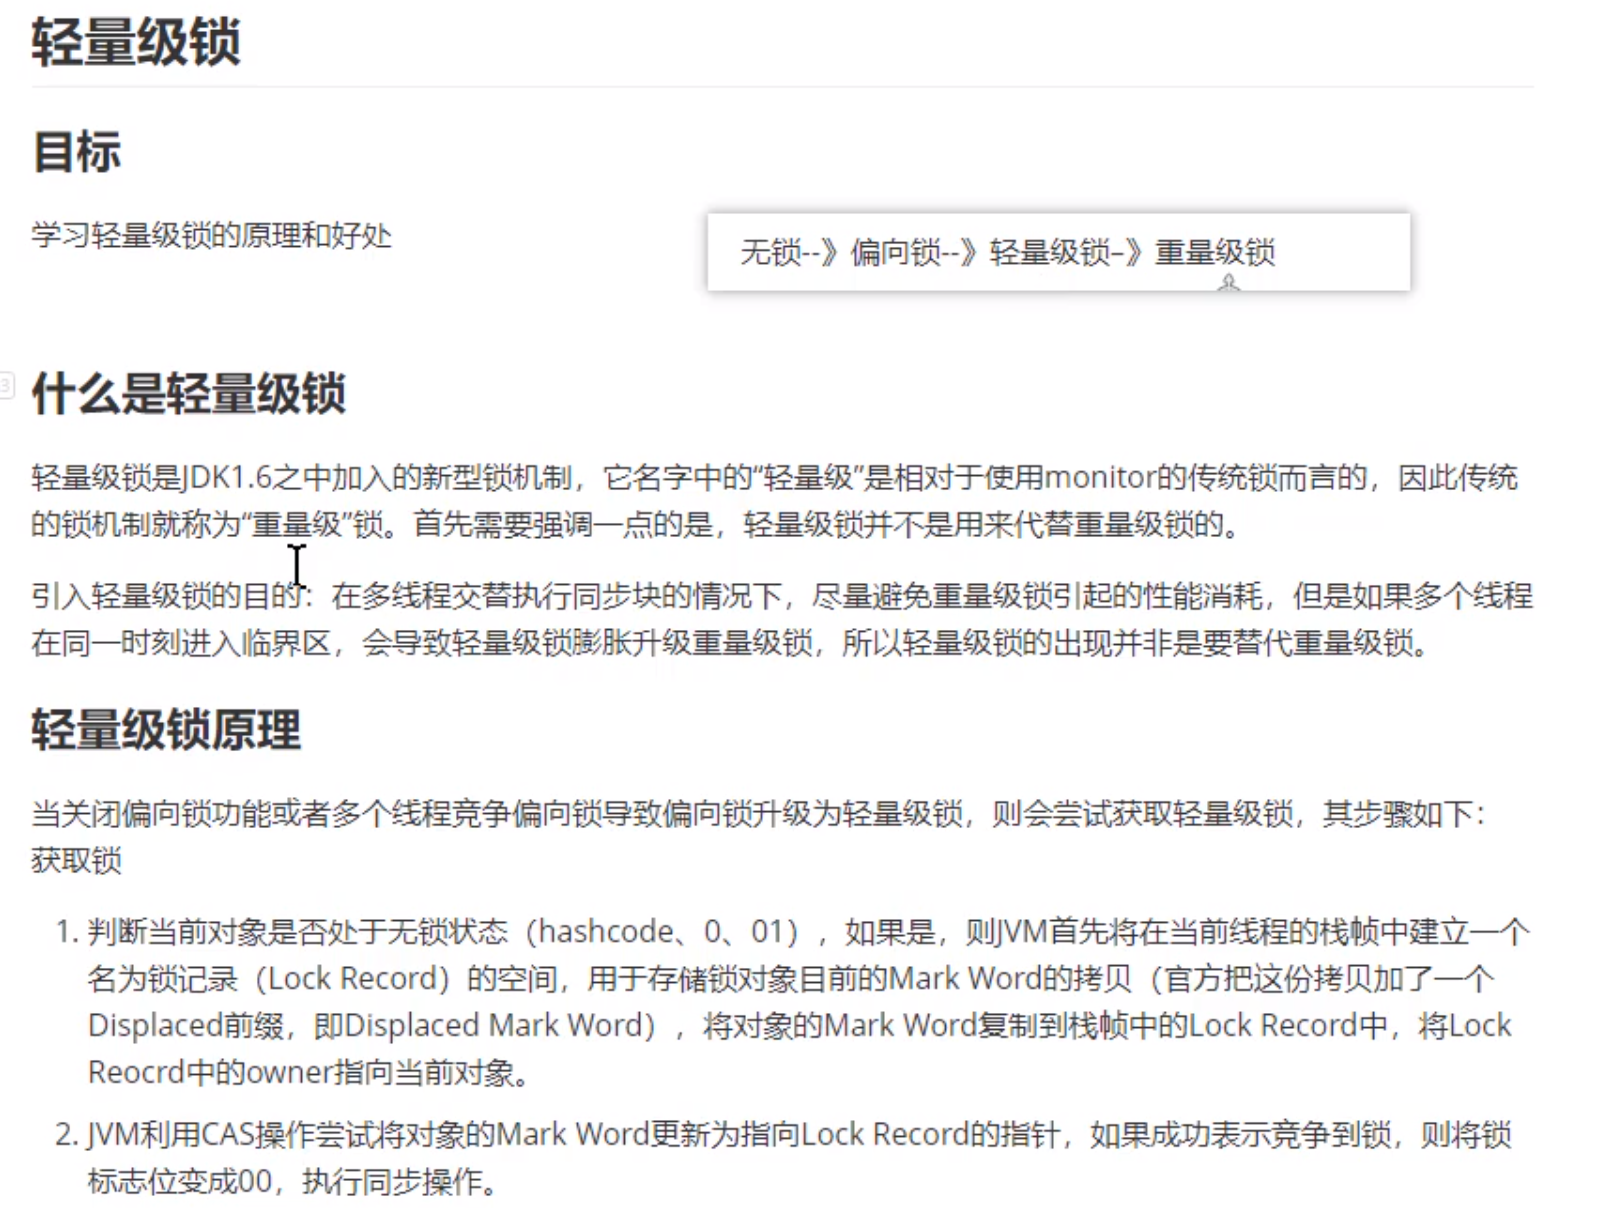 轻量级锁
目标
学习轻量级锁的原理和好处
无锁--》偏向锁--》轻量级锁-》重量级锁
什么是轻量级锁
轻量级锁是JDK1.6之中加入的新型锁机制，它名字中的“轻量级”是相对于使用monitor的传统锁而言的，因此传统
的锁机制就称为“重量级”锁。首先需要强调一点的是，轻量级锁并不是用来代替重量级锁的。
引入轻量级锁的目的：在多线程交替执行同步块的情况下，尽量避免重量级锁引起的性能消耗，但是如果多个线程
在同一时刻进入临界区，会导致轻量级锁膨胀升级重量级锁，所以轻量级锁的出现并非是要替代重量级锁。
轻量级锁原理
当关闭偏向锁功能或者多个线程竞争偏向锁导致偏向锁升级为轻量级锁，则会尝试获取轻量级锁，其步骤如下：
获取锁
1. 判断当前对象是否处于无锁状态（hashcode、0、01），如果是，则JVM首先将在当前线程的栈帧中建立一个
名为锁记录（Lock Record）的空间，用于存储锁对象目前的Mark Word的拷贝（官方把这份拷贝加了一个
Displaced前缀，即Displaced Mark Word），将对象的Mark Word复制到栈帧中的Lock Record中，将Lock
Reocrd中的owner指向当前对象。
2. JVM利用CAS操作尝试将对象的Mark Word更新为指向Lock Record的指针，如果成功表示竞争到锁，则将锁
标志位变成00，执行同步操作。